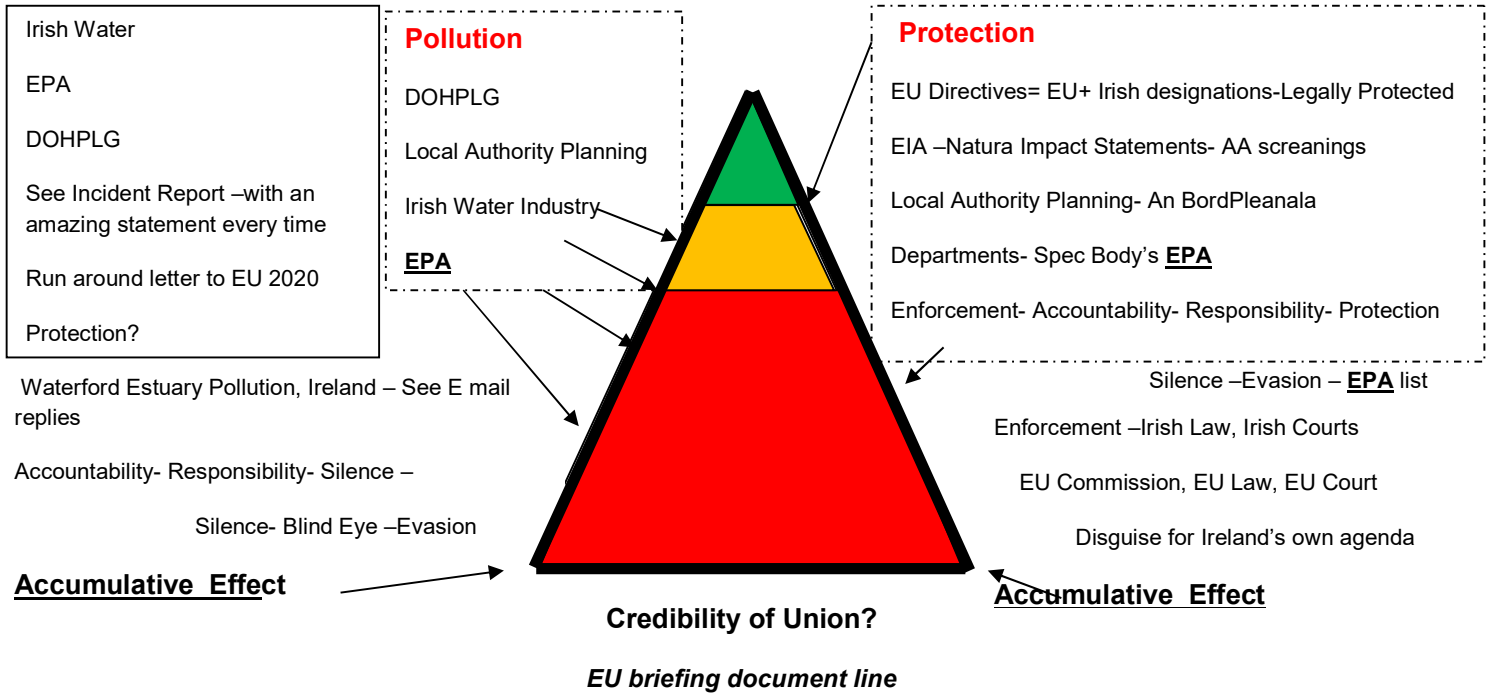 Irish Water
EPA
DOHPLG
See Incident Report –with an
amazing statement every time
Run around letter to EU 2020
Protection?
Pollution
DOHPLG
Local Authority Planning
Irish Water Industry
EPA
Protection
EU Directives= EU+ Irish designations-Legally Protected
EIA –Natura Impact Statements- AA screanings
Local Authority Planning- An BordPleanala
Departments- Spec Body’s EPA
Enforcement- Accountability- Responsibility- Protection
Waterford Estuary Pollution, Ireland – See E mail
replies
Accountability- Responsibility- Silence –
Silence- Blind Eye –Evasion
Accumulative Effect
Silence –Evasion – EPA list
Enforcement –Irish Law, Irish Courts
EU Commission, EU Law, EU Court
Disguise for Ireland’s own agenda
Accumulative Effect
Credibility of Union?
EU briefing document line